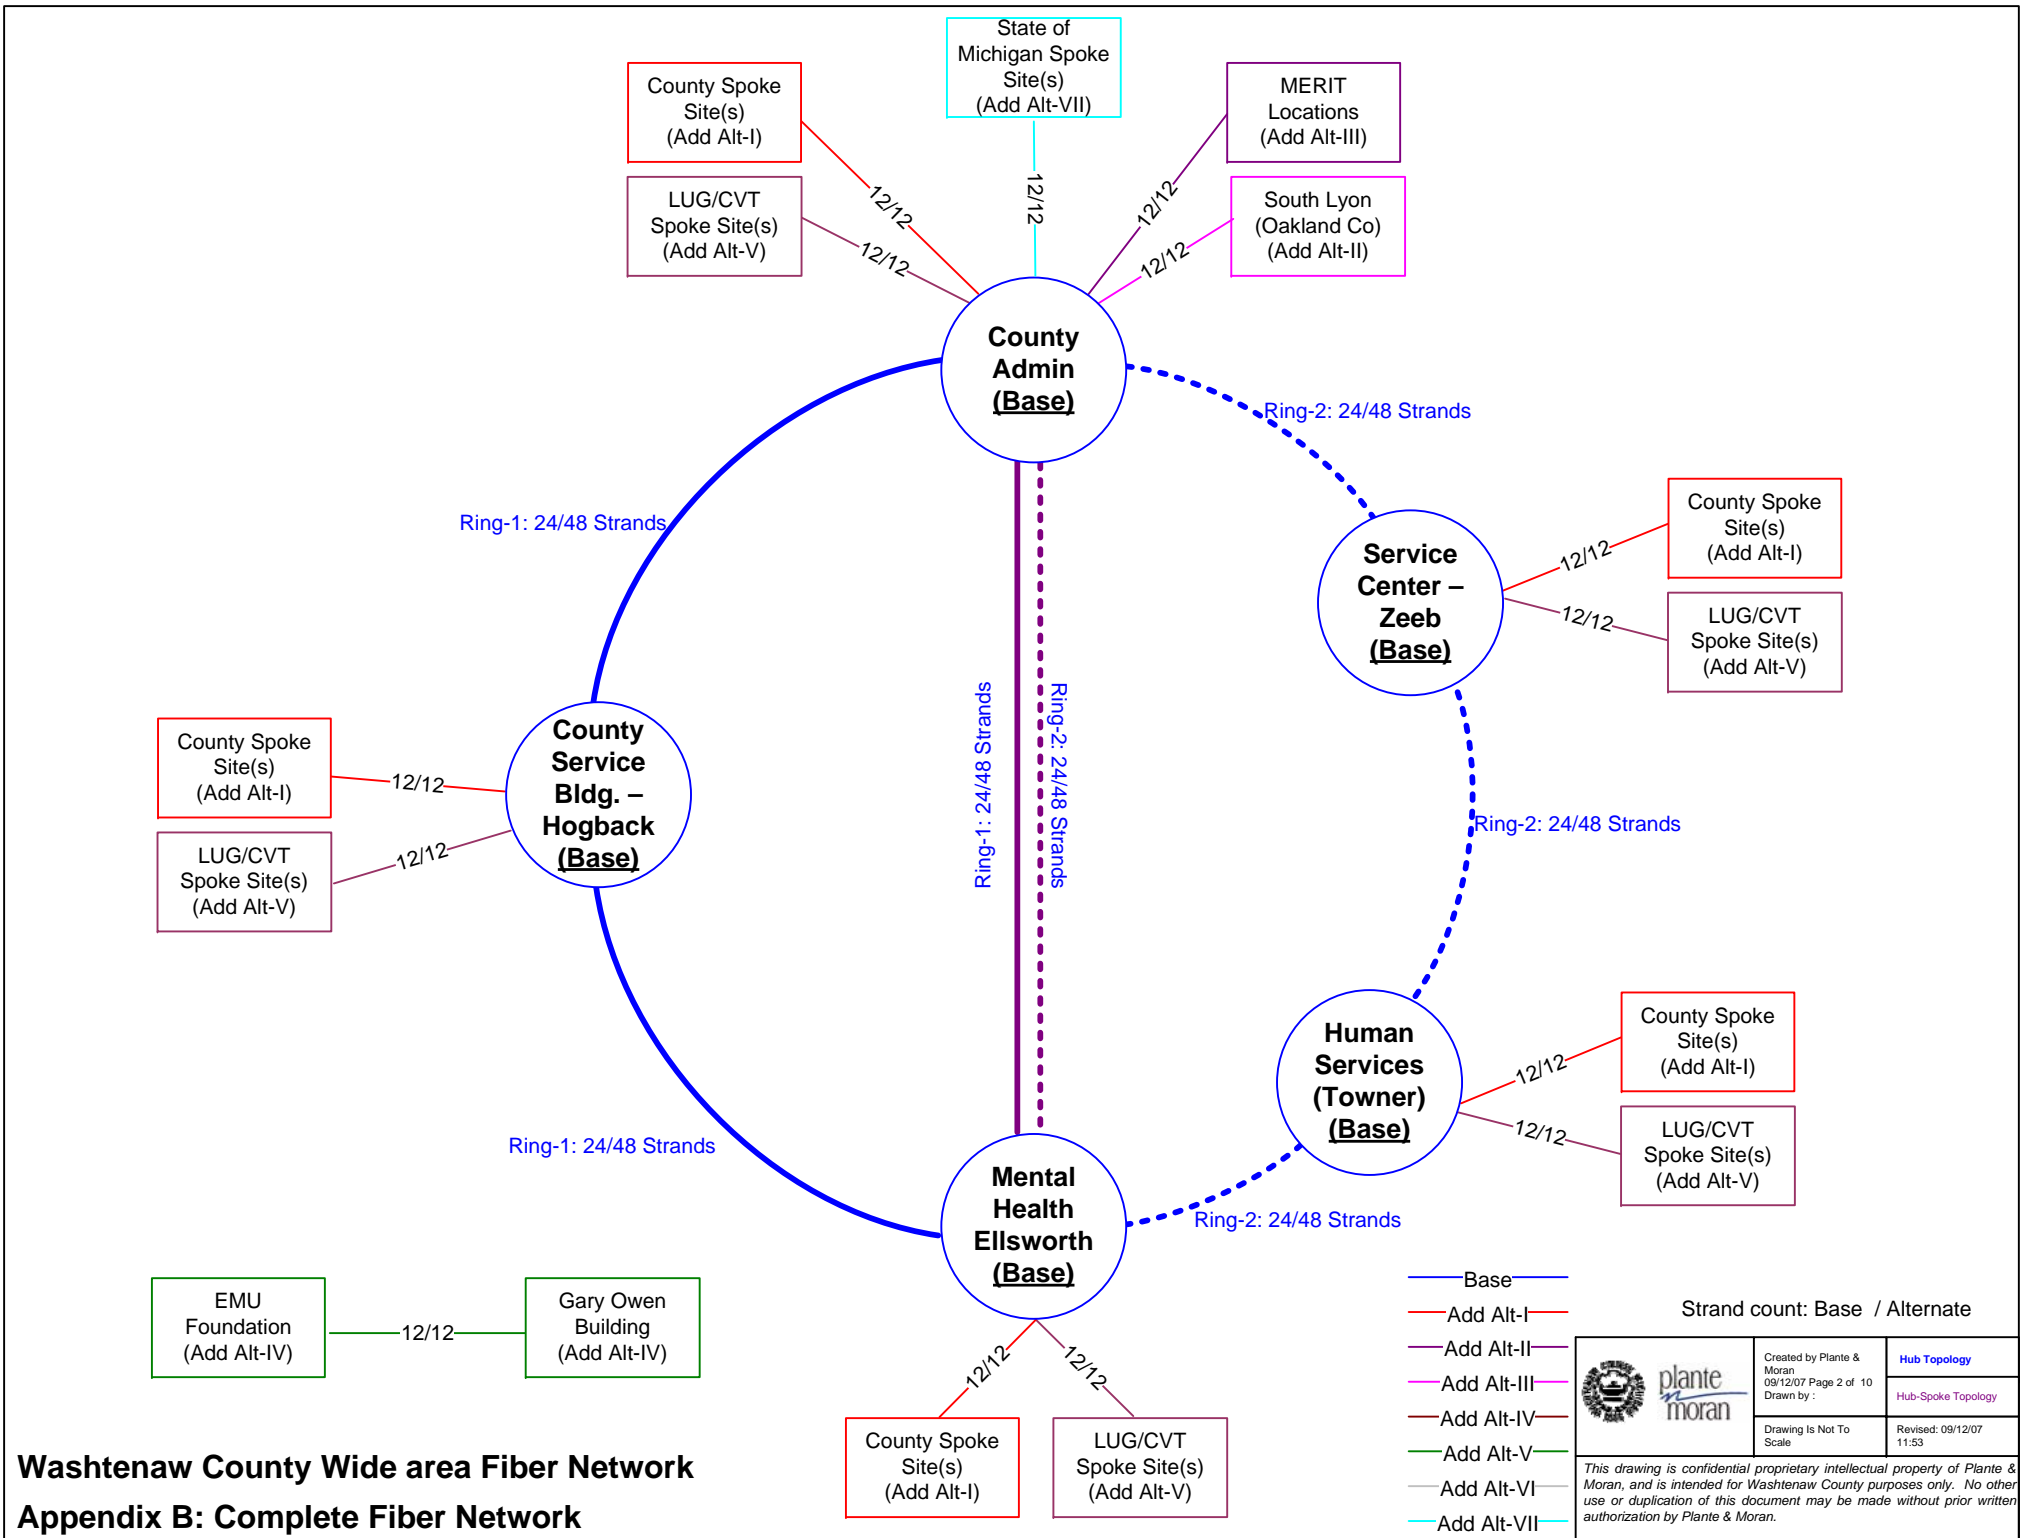 State of
Michigan Spoke
Site(s)
(Add Alt-VII)
County Spoke
Site(s)
(Add Alt-I)
MERIT
Locations
(Add Alt-III)
LUG/CVT
Spoke Site(s)
(Add Alt-V)
South Lyon
(Oakland Co)
(Add Alt-II)
12/12
12/12
12/12
12/12
12/12
County
Admin
(Base)
Ring-2: 24/48 Strands
Ring-1: 24/48 Strands
Service
Center –
Zeeb
(Base)
12/12
12/12
County Spoke
Site(s)
(Add Alt-I)
LUG/CVT
Spoke Site(s)
(Add Alt-V)
Ring-1: 24/48 Strands
Ring-2: 24/48 Strands
County Spoke
Site(s)
(Add Alt-I)
LUG/CVT
Spoke Site(s)
(Add Alt-V)
12/12
12/12
County
Service
Bldg. –
Hogback
(Base)
Ring-2: 24/48 Strands
Human
Services
(Towner)
(Base)
12/12
12/12
County Spoke
Site(s)
(Add Alt-I)
LUG/CVT
Spoke Site(s)
(Add Alt-V)
Ring-1: 24/48 Strands
Mental
Health
Ellsworth
(Base)
Ring-2: 24/48 Strands
EMU
Foundation
(Add Alt-IV)
12/12
Gary Owen
Building
(Add Alt-IV)
12/12
12/12
County Spoke
Site(s)
(Add Alt-I)
LUG/CVT
Spoke Site(s)
(Add Alt-V)
Base
Add Alt-I
Add Alt-II
Add Alt-III
Add Alt-IV
Add Alt-V
Add Alt-VI
Add Alt-VII
Strand count: Base / Alternate
plante
moran
Created by Plante &
Moran
09/12/07 Page 2 of 10
Drawn by :
Hub Topology
Hub-Spoke Topology
Drawing Is Not To
Scale
Revised: 09/12/07
11:53
This drawing is confidential proprietary intellectual property of Plante &
Moran, and is intended for Washtenaw County purposes only. No other
use or duplication of this document may be made without prior written
authorization by Plante & Moran.
Washtenaw County Wide area Fiber Network
Appendix B: Complete Fiber Network